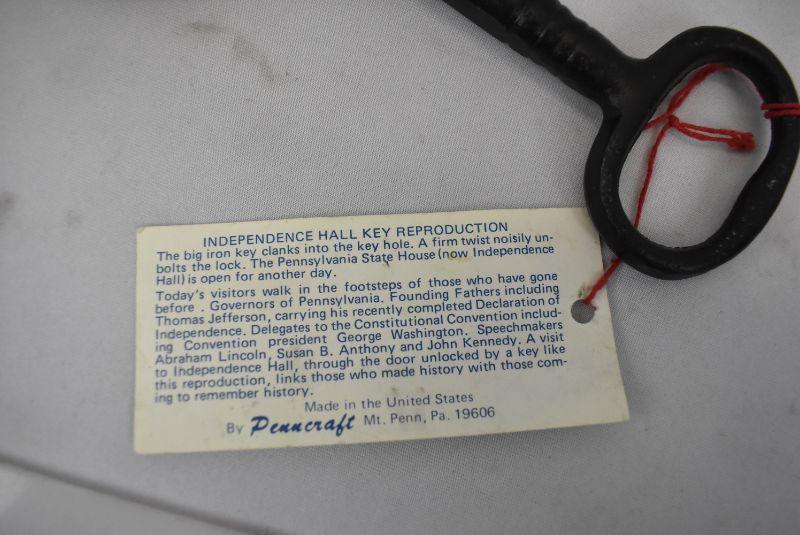 INDEPENDENCE HALL KEY REPRODUCTION
The big iron key clanks into the key hole. A firm twist noisily un-
bolts the lock. The Pennsylvania State House (now Independence
Hall) is open for another day.
Today's visitors walk in the footsteps of those who have gone
before . Governors of Pennsylvania. Founding Fathers including
Thomas Jefferson, carrying his recently completed Declaration of
Independence. Delegates to the Constitutional Convention includ-
ing Convention president George Washington. Speechmakers
Abraham Lincoln, Susan B. Anthony and John Kennedy. A visit
to Independence Hall, through the door unlocked by a key like
this reproduction, links those who made history with those com-
ing to remember history.
Made in the United States
By Penncraft Mt. Penn, Pa. 19606